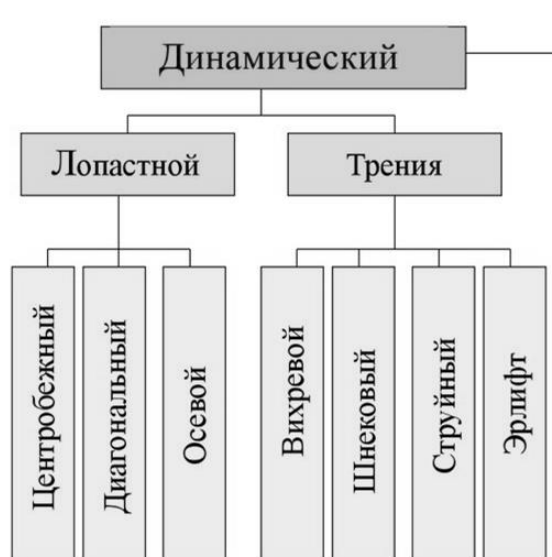 Динамический
Лопастной
Трения
Центробежный
Диагональный
Осевой
Вихревой
Шнековый
Струйный
Эрлифт